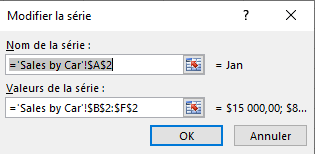 Modifier la série
Nom de la série :
='Sales by Car'!$A$2
= Jan
Valeurs de la série :
='Sales by Car'!$B$2:$F$2
= $15 000,00; $8...
OK
Annuler